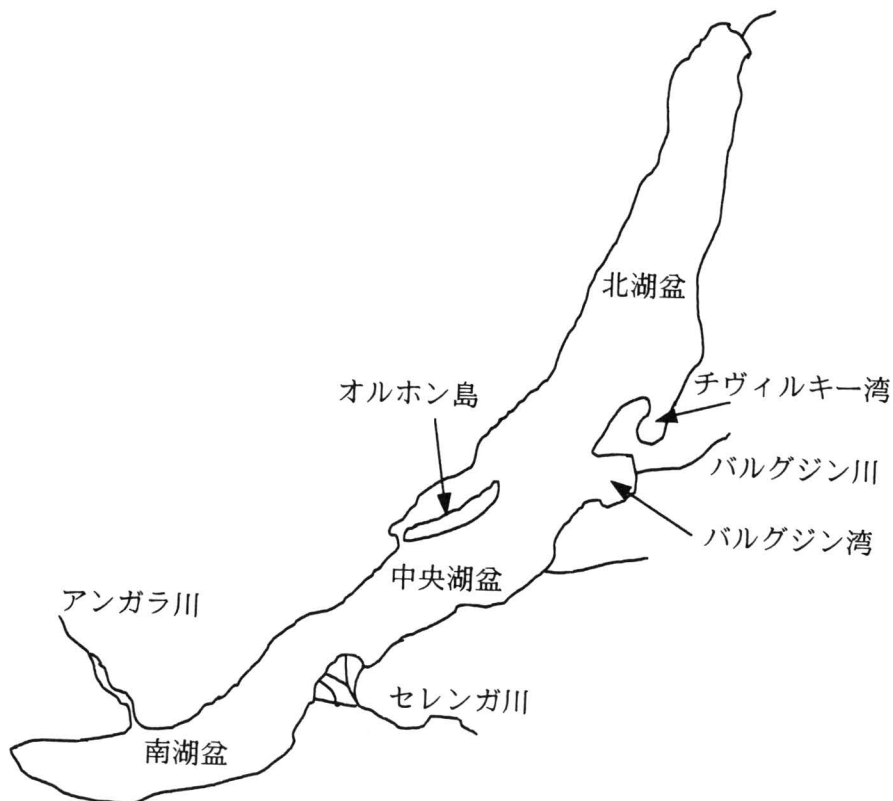 北湖盆
チヴィルキー湾
オルホン島
バルグジン川
バルグジン湾
中央湖盆
アンガラ川
セレンガ川
南湖盆